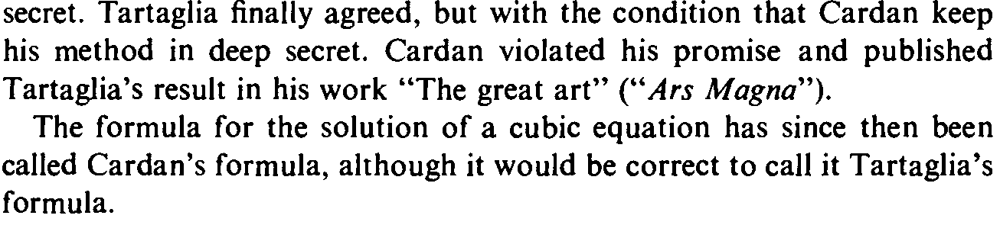 secret. Tartaglia finally agreed, but with the condition that Cardan keep
his method in deep secret. Cardan violated his promise and published
Tartaglia’s result in his work “The great art” (“Ars Magna”).
The formula for the solution of a cubic equation has since then been
called Cardan’s formula, although it would be correct to call it Tartaglia’s
formula.